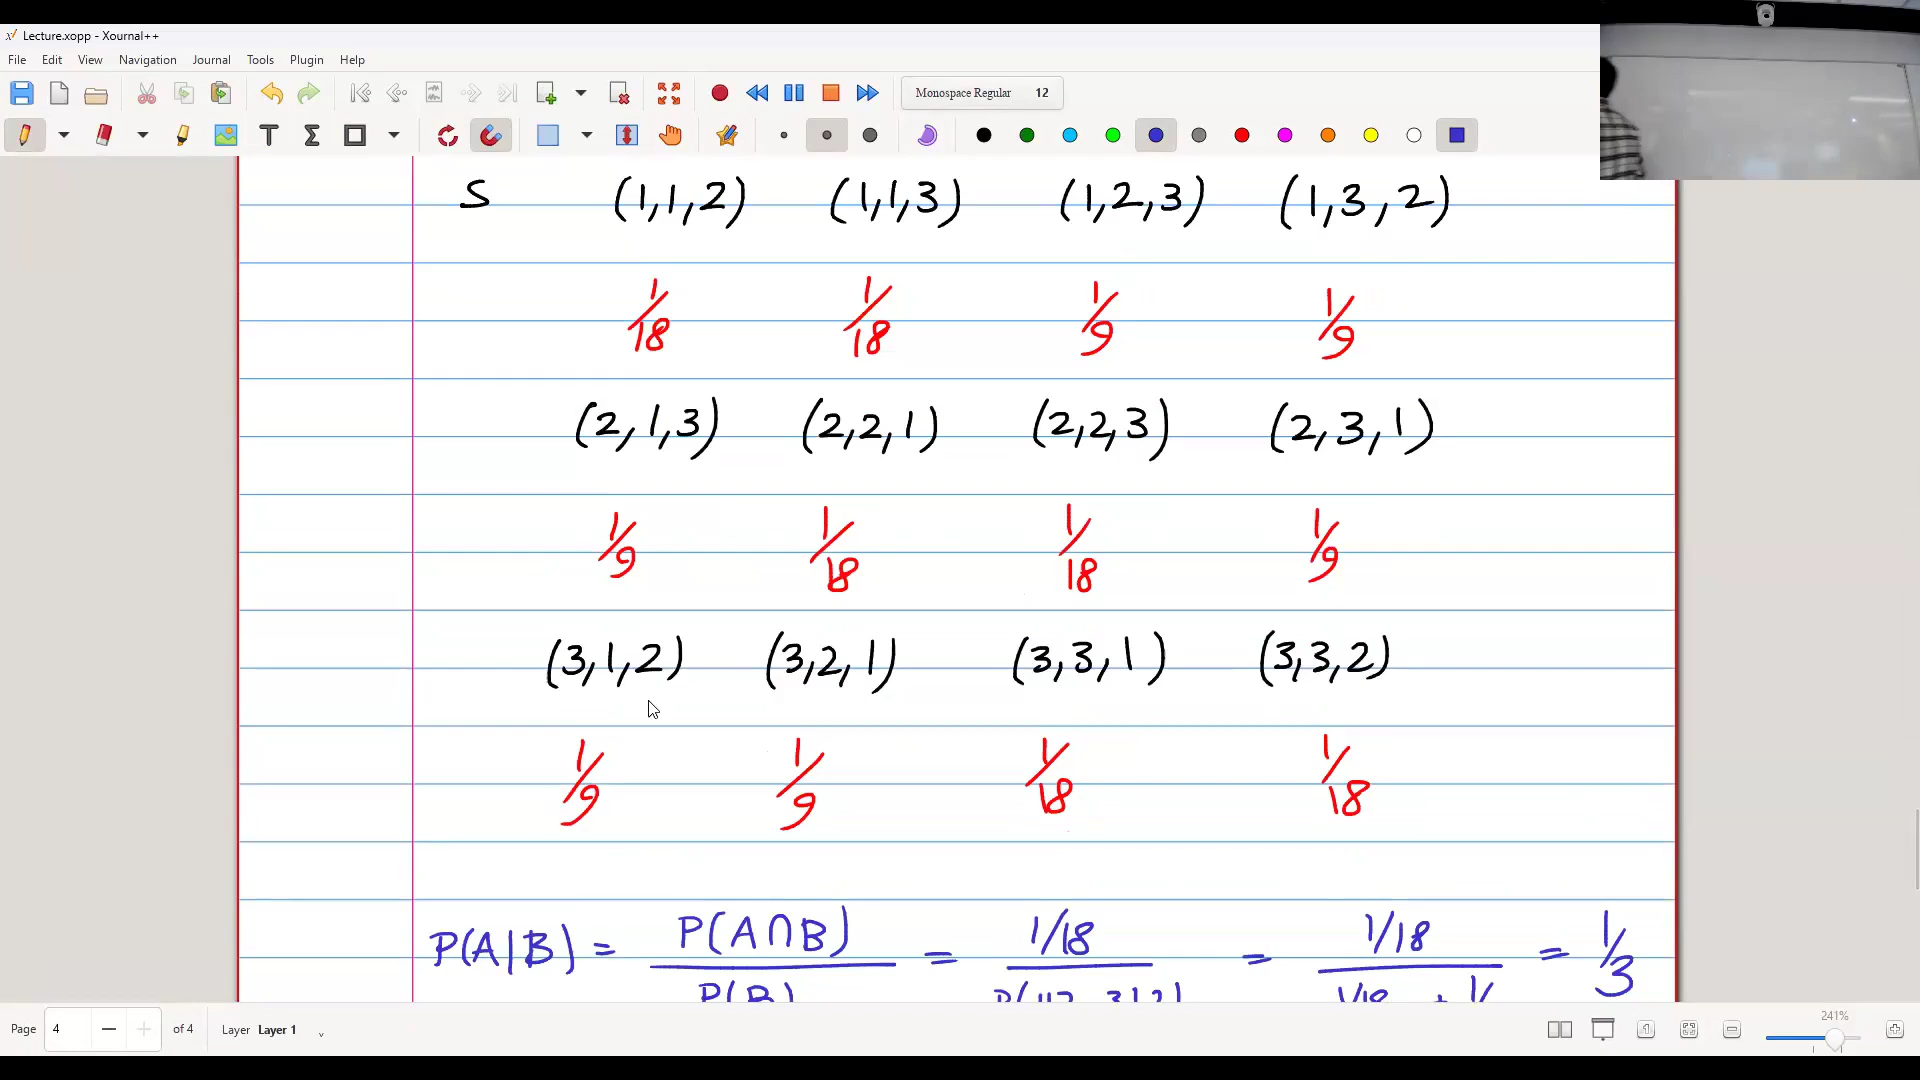 Lecture.xopp - Xournal++
File Edit View Navigation Journal Tools Plugin Help
Monospace Regular 12
S (1,1,2) (1,1,3) (1,2,3) (1,3,2)
1/18 1/18 1/9 1/9
(2,1,3) (2,2,1) (2,2,3) (2,3,1)
1/9 1/18 1/18 1/9
(3,1,2) (3,2,1) (3,3,1) (3,3,2)
1/9 1/9 1/18 1/18
P(A|B) = P(A∩B) = 1/18 = 1/18 = 1/3
P(B)
Page 4 of 4 Layer Layer 1 241%